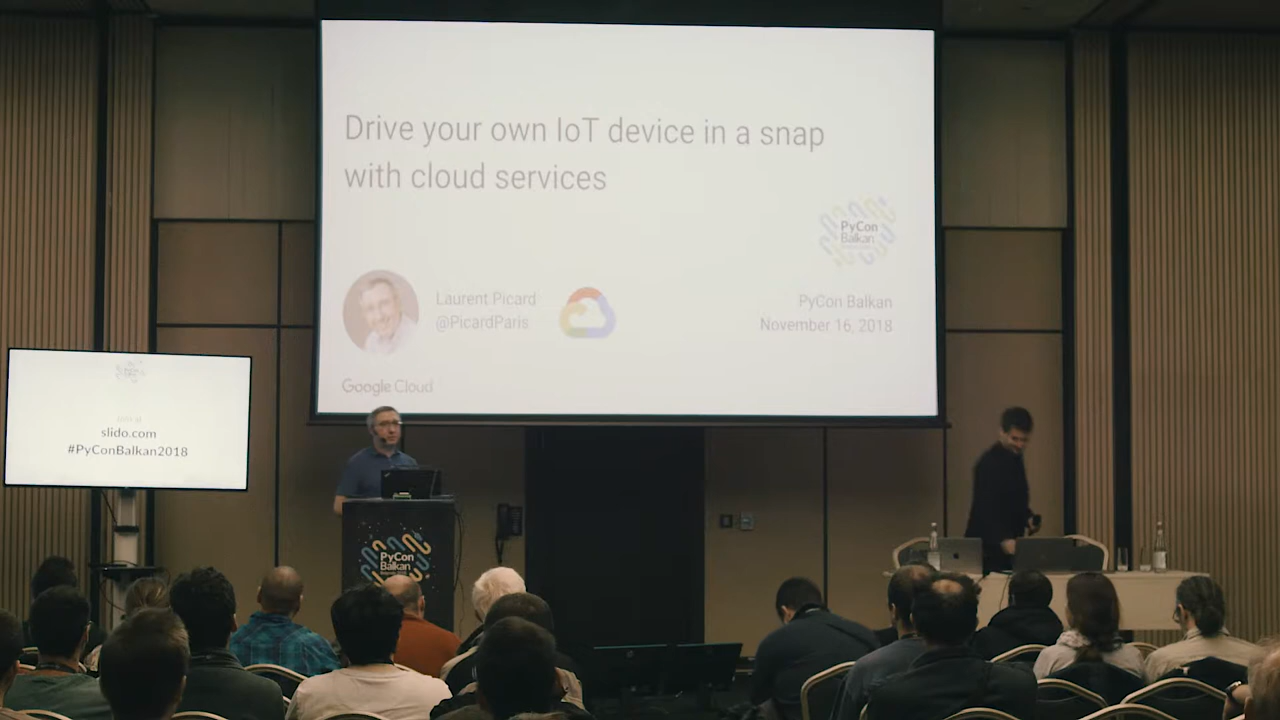 Drive your own IoT device in a snap
with cloud services
PyCon
Balkan
Laurent Picard
@PicardParis
PyCon Balkan
November 16, 2018
Google Cloud
slido.com
#PyConBalkan2018
PyCon
Balkan